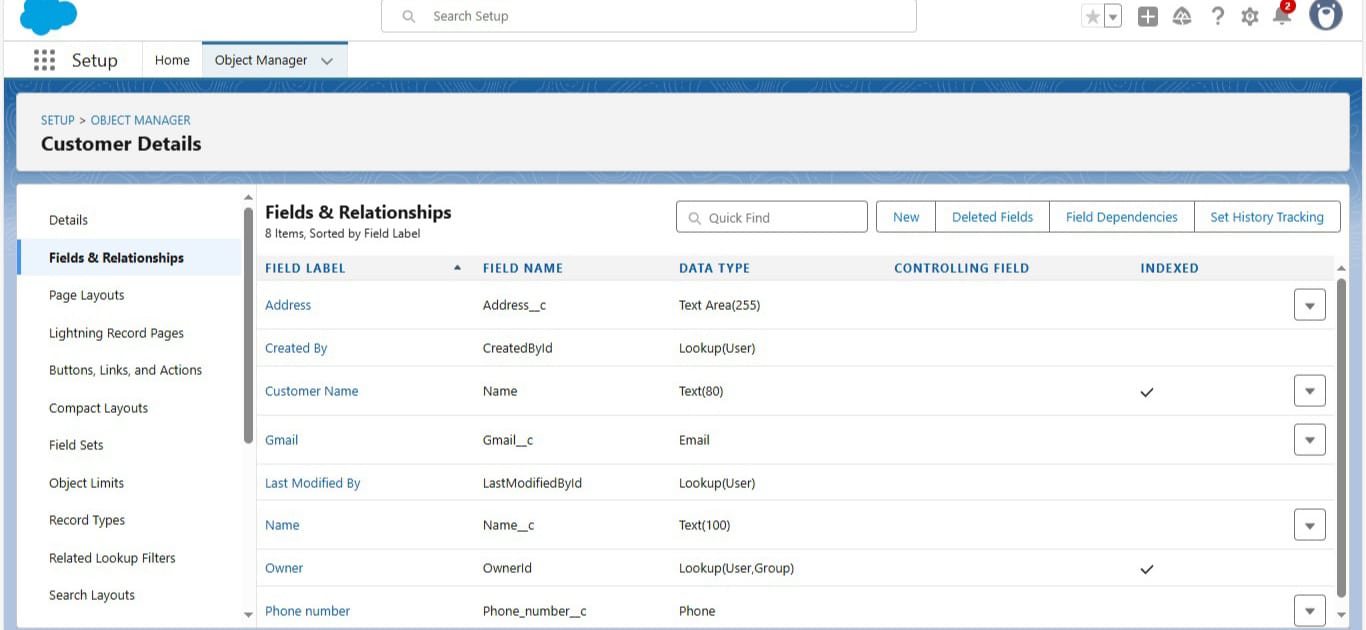 Search Setup
2
Setup Home Object Manager
SETUP > OBJECT MANAGER
Customer Details
Details
Fields & Relationships
Page Layouts
Lightning Record Pages
Buttons, Links, and Actions
Compact Layouts
Field Sets
Object Limits
Record Types
Related Lookup Filters
Search Layouts
Fields & Relationships
8 Items, Sorted by Field Label
Quick Find New Deleted Fields Field Dependencies Set History Tracking
FIELD LABEL FIELD NAME DATA TYPE CONTROLLING FIELD INDEXED
Address Address__c Text Area(255)
Created By CreatedById Lookup(User)
Customer Name Name Text(80)
Gmail Gmail__c Email
Last Modified By LastModifiedById Lookup(User)
Name Name__c Text(100)
Owner OwnerId Lookup(User,Group)
Phone number Phone_number__c Phone